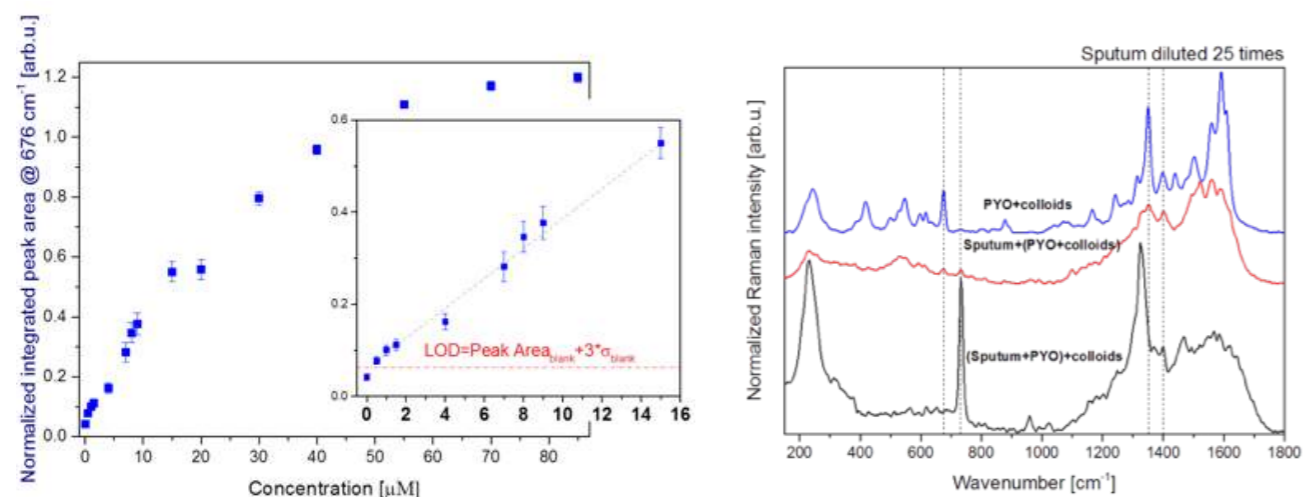 Normalized integrated peak area @ 676 cm⁻¹ [arb.u.]
1.2
1.0
0.8
0.6
0.4
0.2
0.0
0 10 20 30 40 50 60 70 80
Concentration [µM]
0.6
0.4
0.2
0.0
LOD=Peak Area_blank+3*σ_blank
0 2 4 6 8 10 12 14 16
Sputum diluted 25 times
Normalized Raman intensity [arb.u.]
PYO+colloids
Sputum+(PYO+colloids)
(Sputum+PYO)+colloids
200 400 600 800 1000 1200 1400 1600 1800
Wavenumber [cm⁻¹]